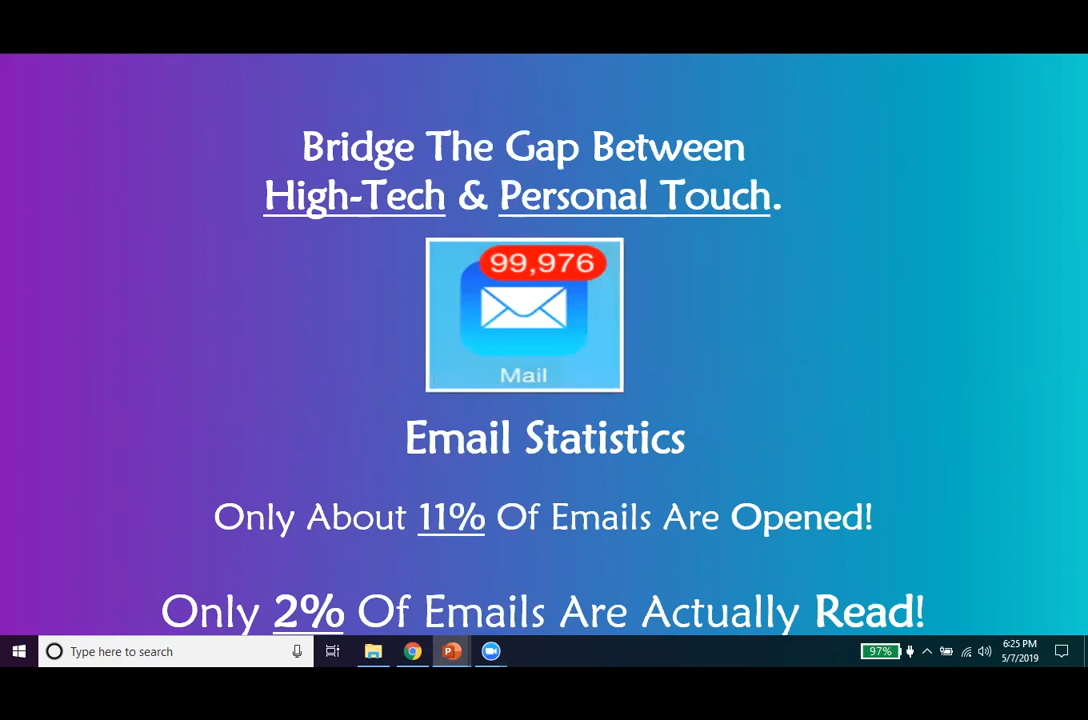 Bridge The Gap Between
High-Tech & Personal Touch.
99,976
Mail
Email Statistics
Only About 11% Of Emails Are Opened!
Only 2% Of Emails Are Actually Read!
Type here to search
97%
6:25 PM
5/7/2019